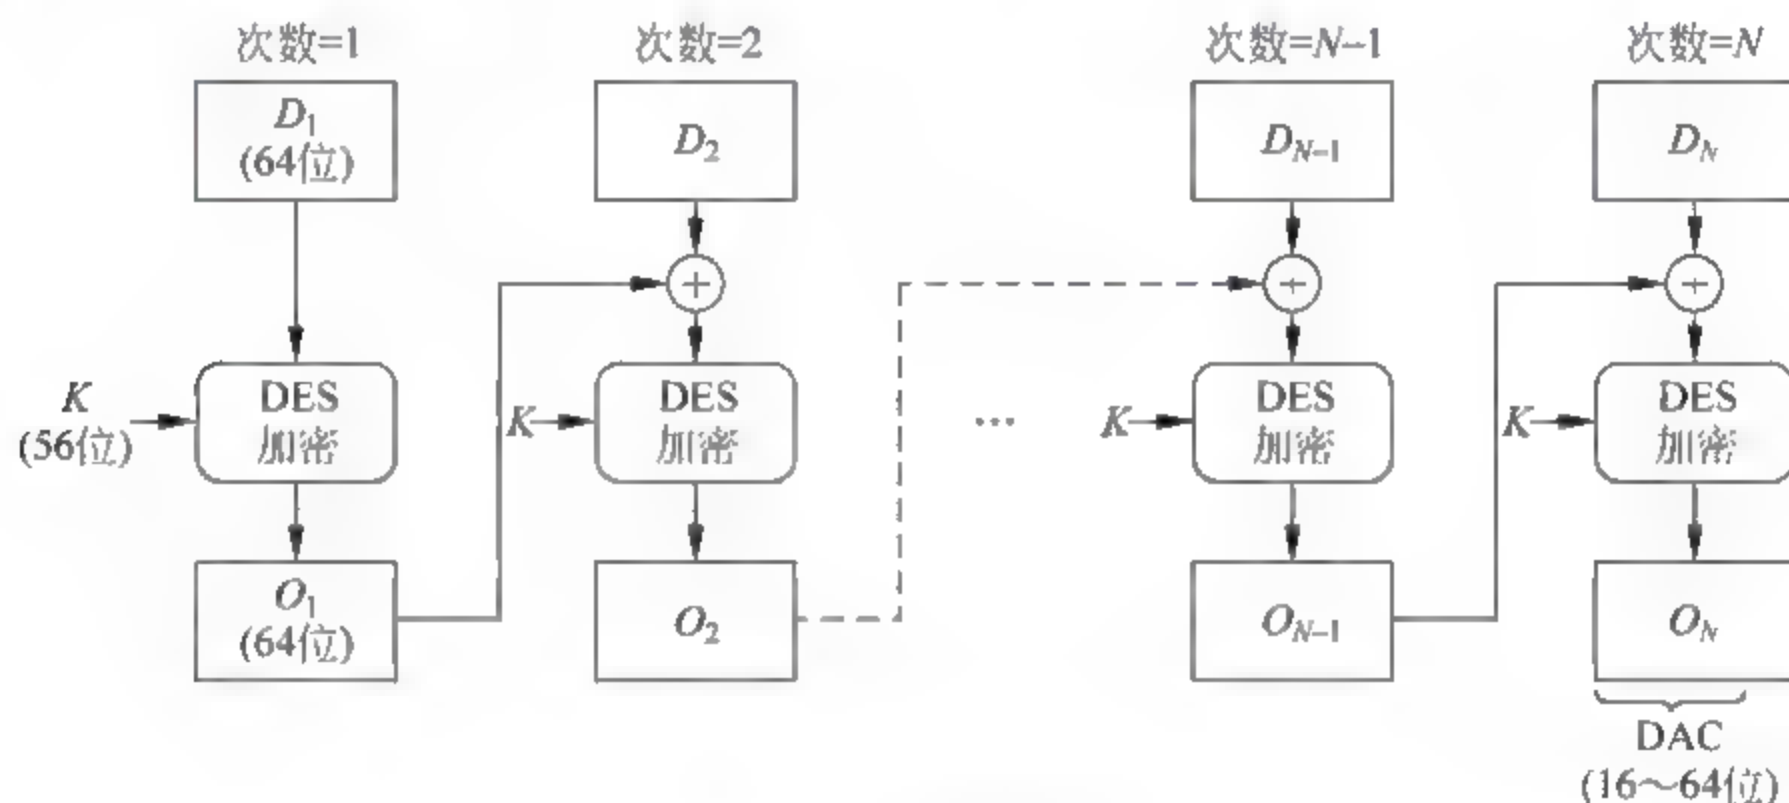 次数=1
次数=2
次数=N−1
次数=N
D₁
(64位)
D₂
Dₙ₋₁
Dₙ
+
+
+
K
(56位)
DES
加密
K
DES
加密
...
K
DES
加密
K
DES
加密
O₁
(64位)
O₂
Oₙ₋₁
Oₙ
DAC
(16～64位)